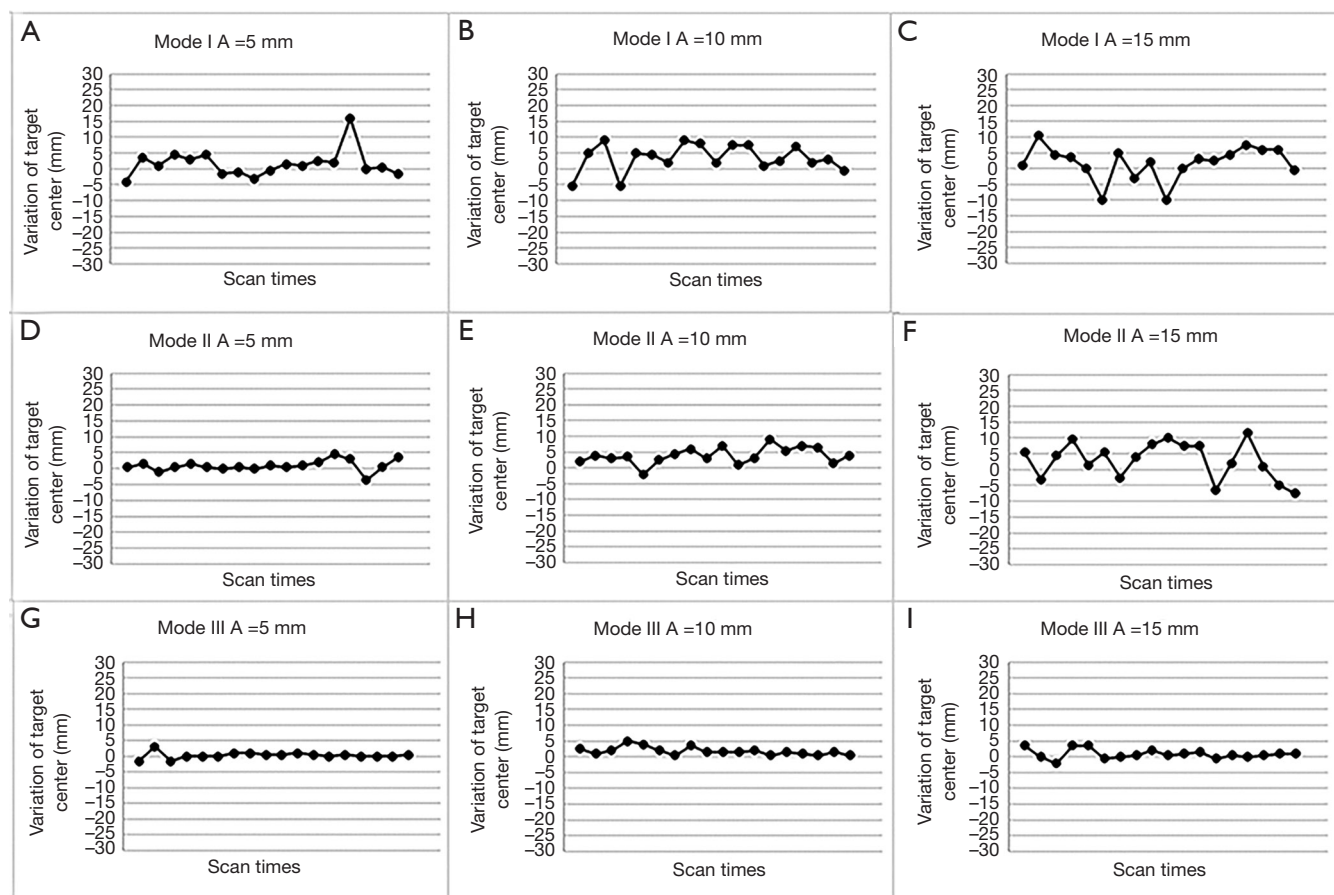 A
Mode I A =5 mm
Variation of target
center (mm)
30
25
20
15
10
5
0
−5
−10
−15
−20
−25
−30
Scan times
B
Mode I A =10 mm
Variation of target
center (mm)
30
25
20
15
10
5
0
−5
−10
−15
−20
−25
−30
Scan times
C
Mode I A =15 mm
Variation of target
center (mm)
30
25
20
15
10
5
0
−5
−10
−15
−20
−25
−30
Scan times
D
Mode II A =5 mm
Variation of target
center (mm)
30
25
20
15
10
5
0
−5
−10
−15
−20
−25
−30
Scan times
E
Mode II A =10 mm
Variation of target
center (mm)
30
25
20
15
10
5
0
−5
−10
−15
−20
−25
−30
Scan times
F
Mode II A =15 mm
Variation of target
center (mm)
30
25
20
15
10
5
0
−5
−10
−15
−20
−25
−30
Scan times
G
Mode III A =5 mm
Variation of target
center (mm)
30
25
20
15
10
5
0
−5
−10
−15
−20
−25
−30
Scan times
H
Mode III A =10 mm
Variation of target
center (mm)
30
25
20
15
10
5
0
−5
−10
−15
−20
−25
−30
Scan times
I
Mode III A =15 mm
Variation of target
center (mm)
30
25
20
15
10
5
0
−5
−10
−15
−20
−25
−30
Scan times